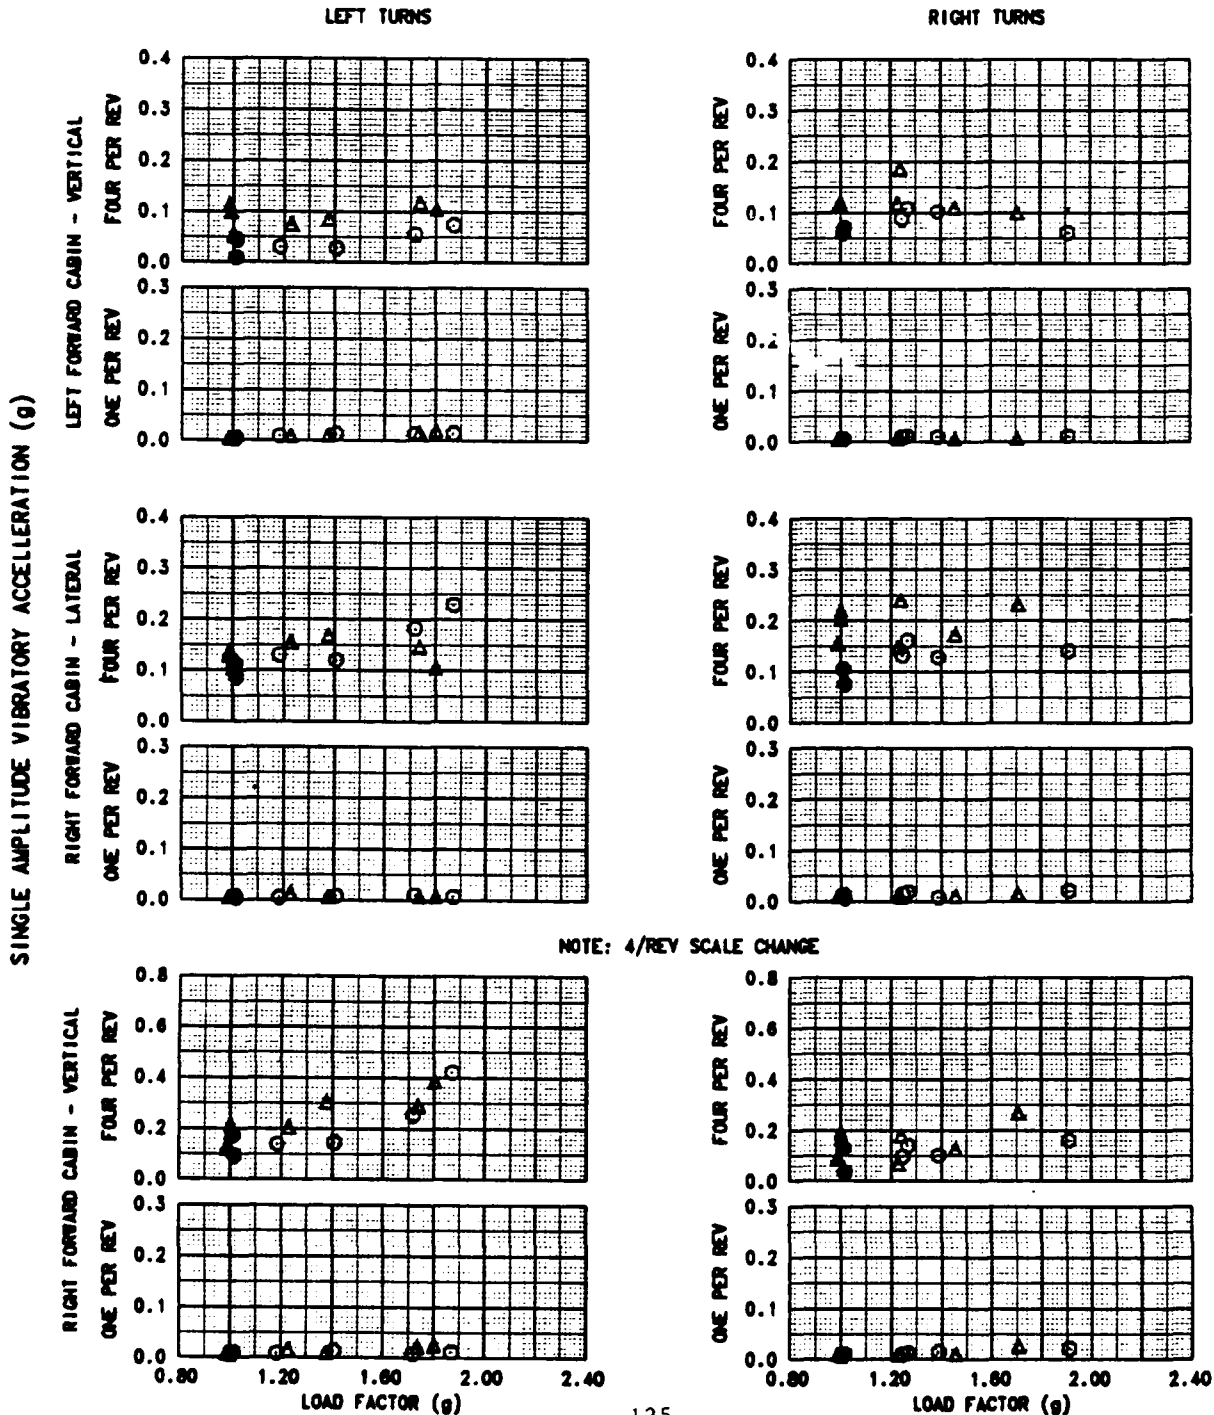 LEFT TURNS
RIGHT TURNS
SINGLE AMPLITUDE VIBRATORY ACCELLERATION (g)
LEFT FORWARD CABIN - VERTICAL
FOUR PER REV
0.4
0.3
0.2
0.1
0.0
FOUR PER REV
0.4
0.3
0.2
0.1
0.0
ONE PER REV
0.3
0.2
0.1
0.0
ONE PER REV
0.3
0.2
0.1
0.0
RIGHT FORWARD CABIN - LATERAL
FOUR PER REV
0.4
0.3
0.2
0.1
0.0
FOUR PER REV
0.4
0.3
0.2
0.1
0.0
ONE PER REV
0.3
0.2
0.1
0.0
ONE PER REV
0.3
0.2
0.1
0.0
NOTE: 4/REV SCALE CHANGE
RIGHT FORWARD CABIN - VERTICAL
FOUR PER REV
0.8
0.6
0.4
0.2
0.0
FOUR PER REV
0.8
0.6
0.4
0.2
0.0
ONE PER REV
0.3
0.2
0.1
0.0
ONE PER REV
0.3
0.2
0.1
0.0
0.80 1.20 1.60 2.00 2.40
0.80 1.20 1.60 2.00 2.40
LOAD FACTOR (g)
LOAD FACTOR (g)